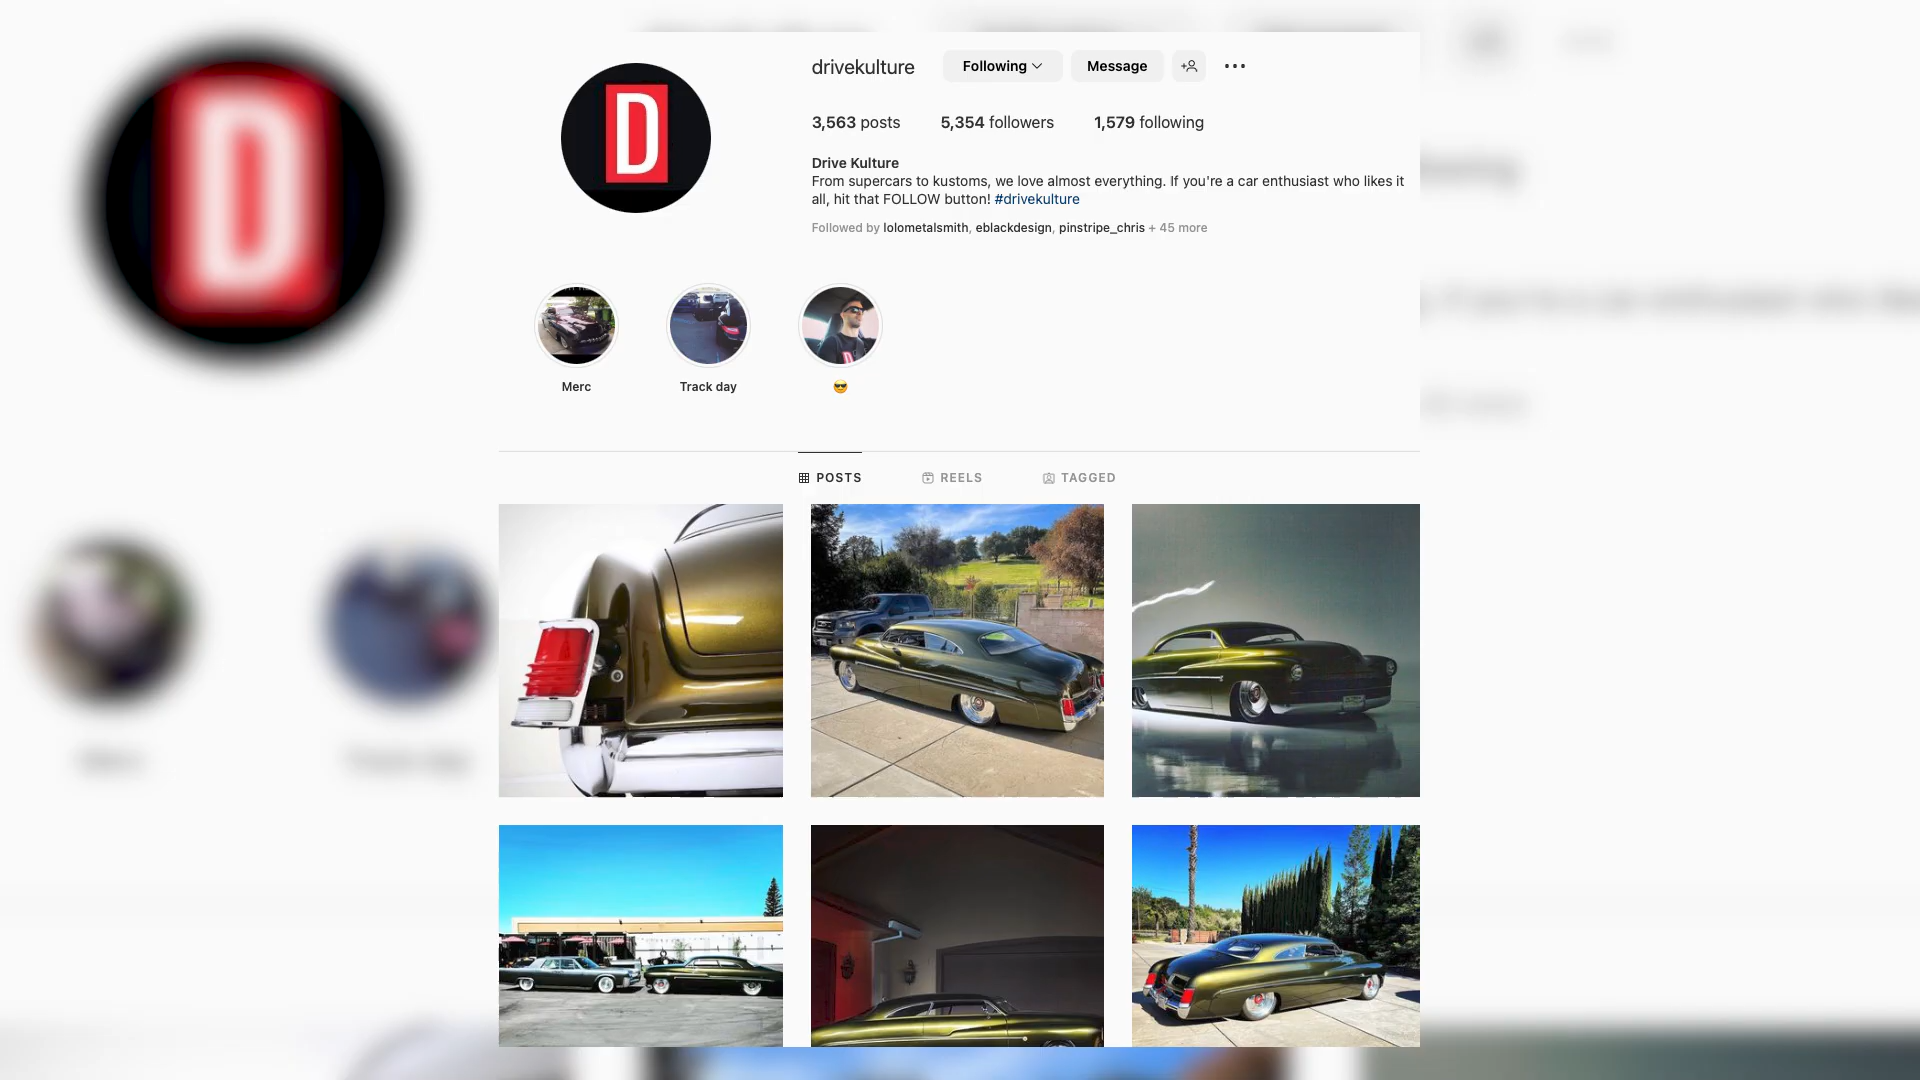 D
drivekulture Following Message
3,563 posts 5,354 followers 1,579 following
Drive Kulture
From supercars to kustoms, we love almost everything. If you're a car enthusiast who likes it
all, hit that FOLLOW button! #drivekulture
Followed by lolometalsmith, eblackdesign, pinstripe_chris + 45 more
Merc Track day 😎
POSTS REELS TAGGED